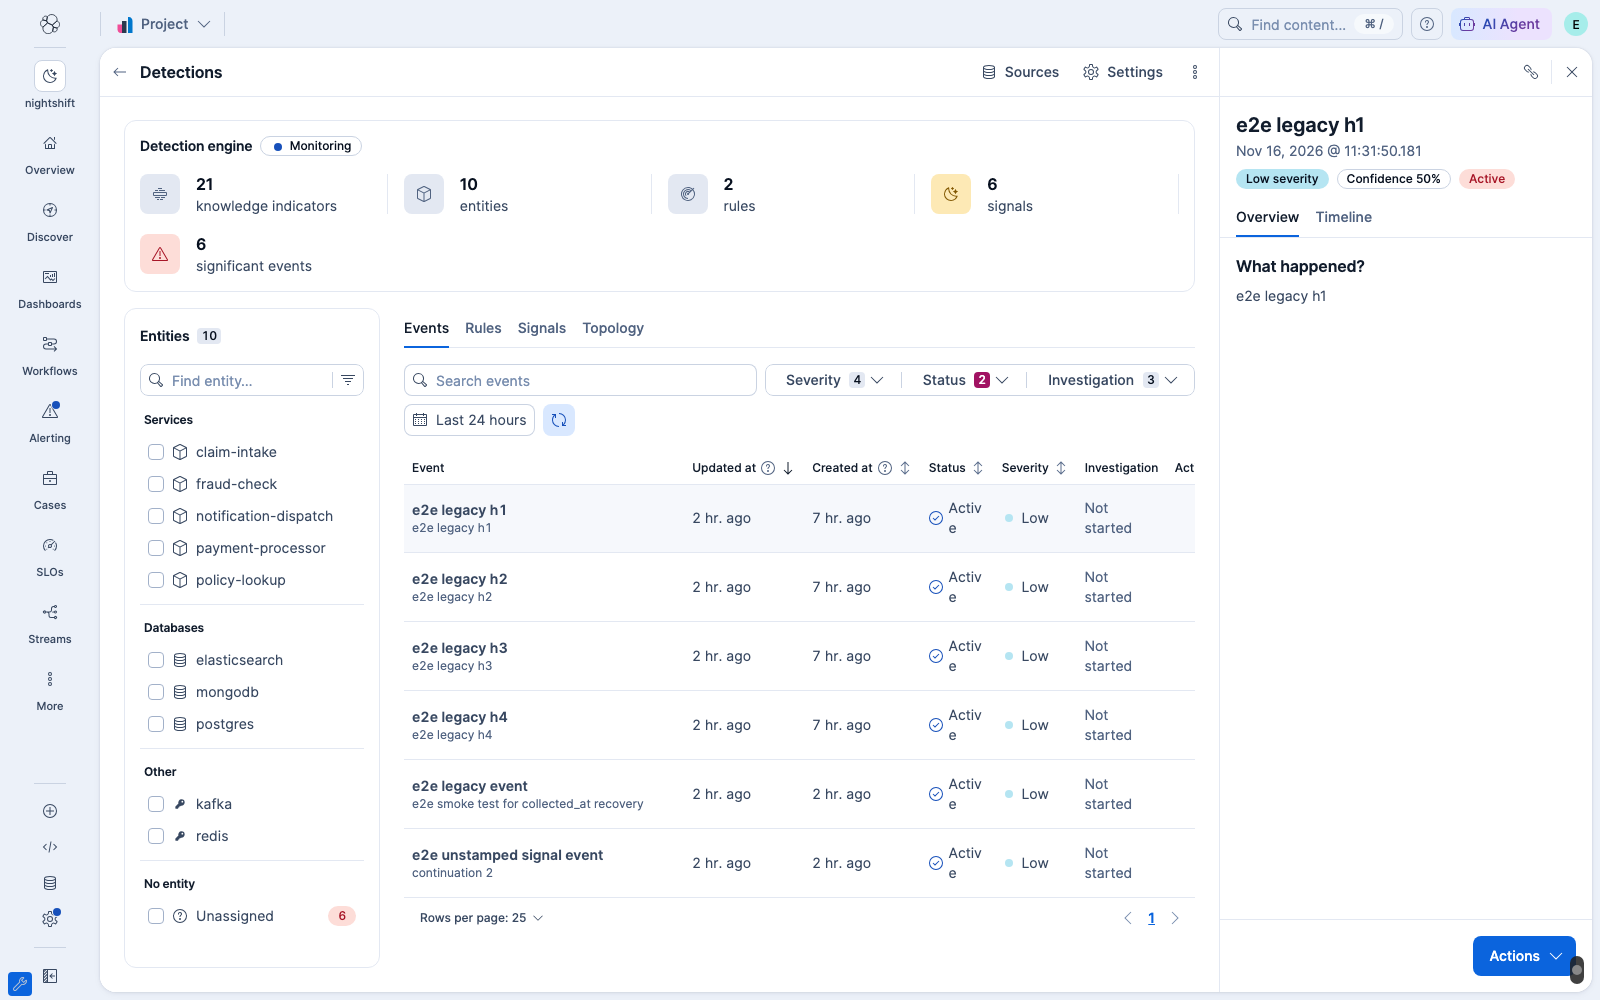 Project
Find content... ⌘ /
AI Agent
E
nightshift
Overview
Discover
Dashboards
Workflows
Alerting
Cases
SLOs
Streams
More
Detections
Sources
Settings
Detection engine
Monitoring
21
knowledge indicators
10
entities
2
rules
6
signals
6
significant events
Entities 10
Find entity...
Services
claim-intake
fraud-check
notification-dispatch
payment-processor
policy-lookup
Databases
elasticsearch
mongodb
postgres
Other
kafka
redis
No entity
Unassigned 6
Events Rules Signals Topology
Search events
Severity 4 Status 2 Investigation 3
Last 24 hours
Event Updated at Created at Status Severity Investigation Act
e2e legacy h1
e2e legacy h1
2 hr. ago 7 hr. ago
Activ
e
Low
Not
started
e2e legacy h2
e2e legacy h2
2 hr. ago 7 hr. ago
Activ
e
Low
Not
started
e2e legacy h3
e2e legacy h3
2 hr. ago 7 hr. ago
Activ
e
Low
Not
started
e2e legacy h4
e2e legacy h4
2 hr. ago 7 hr. ago
Activ
e
Low
Not
started
e2e legacy event
e2e smoke test for collected_at recovery
2 hr. ago 2 hr. ago
Activ
e
Low
Not
started
e2e unstamped signal event
continuation 2
2 hr. ago 2 hr. ago
Activ
e
Low
Not
started
Rows per page: 25
1
e2e legacy h1
Nov 16, 2026 @ 11:31:50.181
Low severity Confidence 50% Active
Overview Timeline
What happened?
e2e legacy h1
Actions